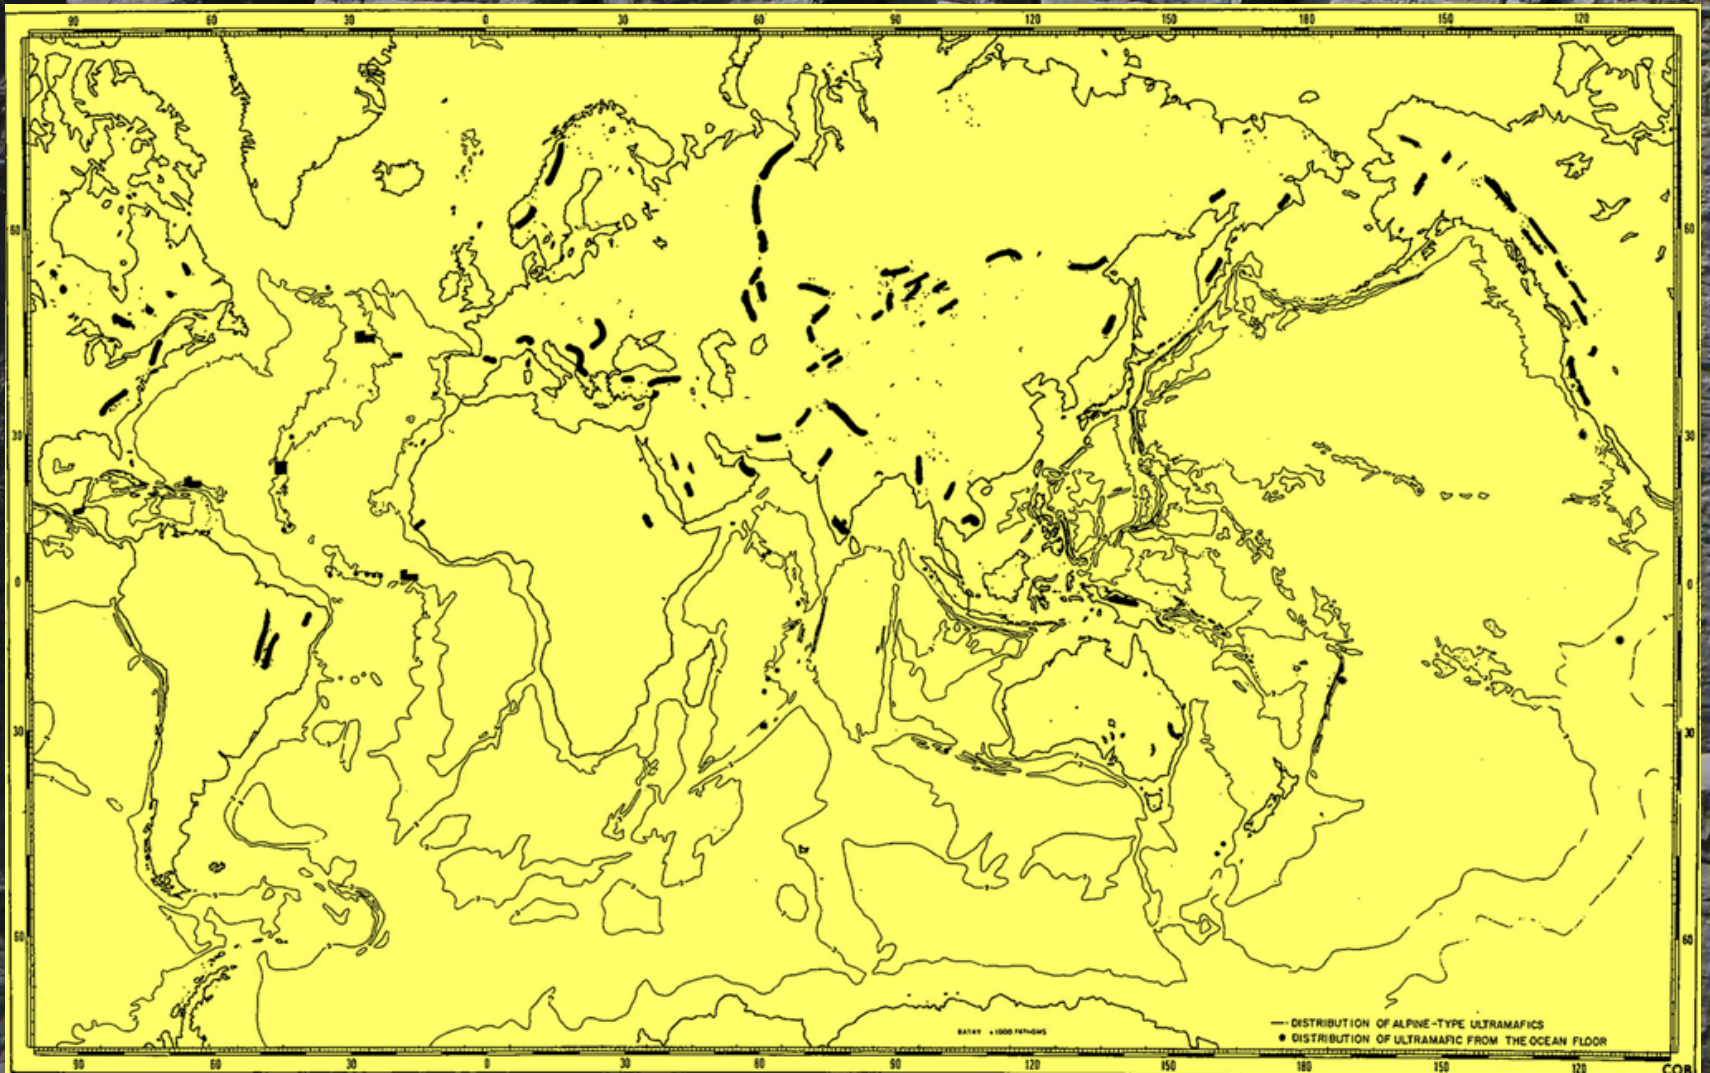 90 60 30 0 30 60 90 120 150 180 150 120
60 60
30 30
0 0
30 30
60 60
BATHY x 1000 FATHOMS
DISTRIBUTION OF ALPINE-TYPE ULTRAMAFICS
DISTRIBUTION OF ULTRAMAFIC FROM THE OCEAN FLOOR
90 60 30 0 30 60 90 120 150 180 150 120
COB